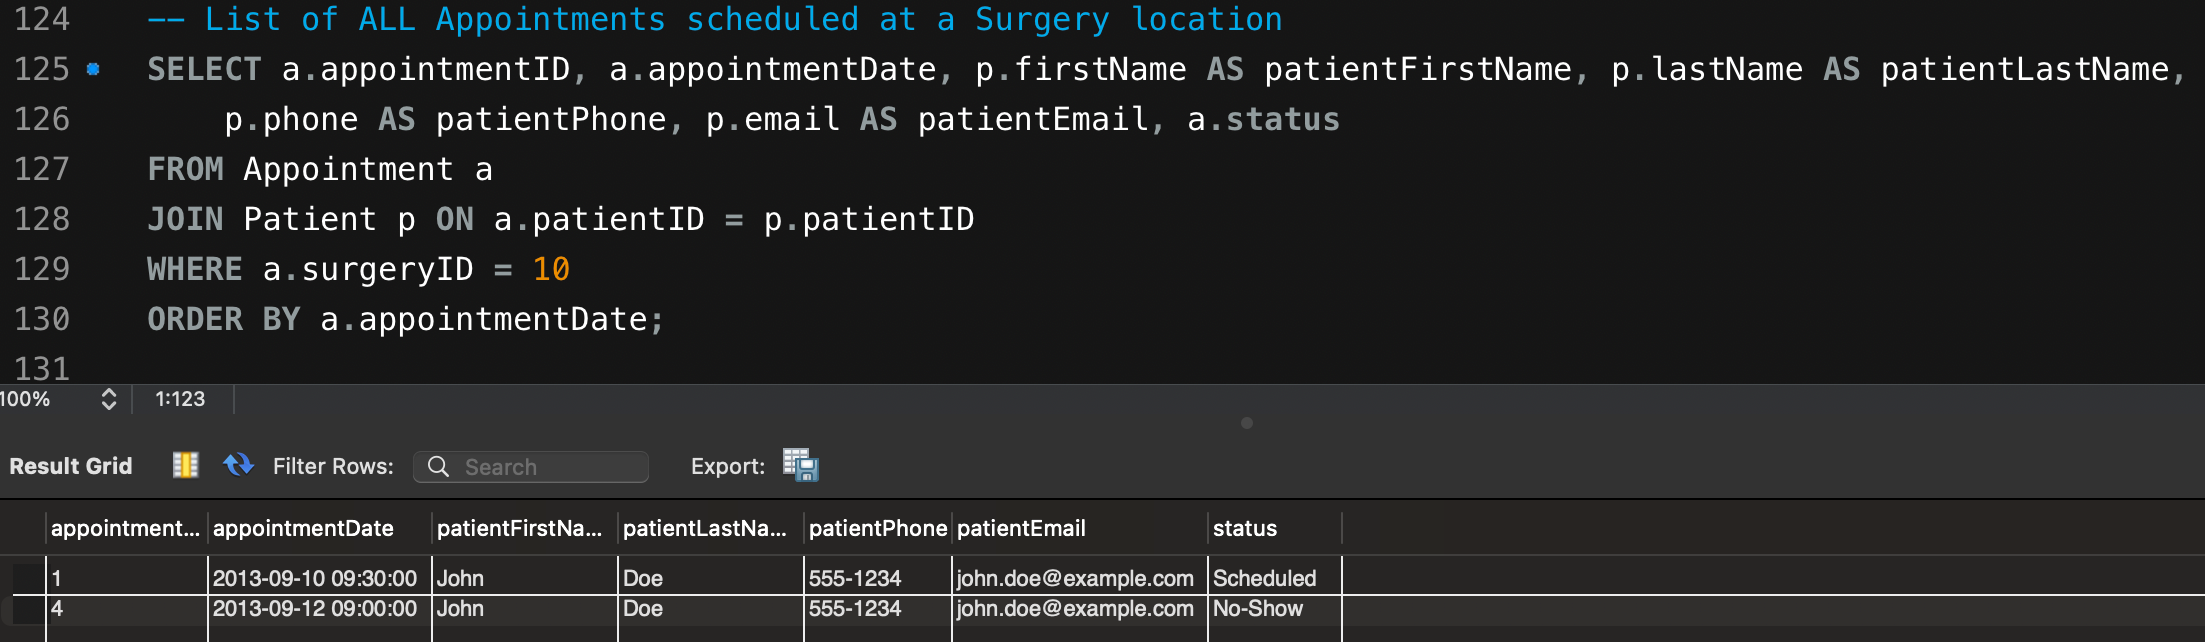 124 -- List of ALL Appointments scheduled at a Surgery location
125 SELECT a.appointmentID, a.appointmentDate, p.firstName AS patientFirstName, p.lastName AS patientLastName,
126 p.phone AS patientPhone, p.email AS patientEmail, a.status
127 FROM Appointment a
128 JOIN Patient p ON a.patientID = p.patientID
129 WHERE a.surgeryID = 10
130 ORDER BY a.appointmentDate;
131
100% 1:123
Result Grid Filter Rows: Search Export:
appointment... appointmentDate patientFirstNa... patientLastNa... patientPhone patientEmail status
1 2013-09-10 09:30:00 John Doe 555-1234 john.doe@example.com Scheduled
4 2013-09-12 09:00:00 John Doe 555-1234 john.doe@example.com No-Show